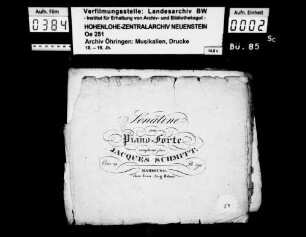 Aufn. Film
0384
Verfilmungsstelle: Landesarchiv BW
- Institut für Erhaltung von Archiv- und Bibliotheksgut -
HOHENLOHE-ZENTRALARCHIV NEUENSTEIN
Oe 251
Archiv Öhringen: Musikalien, Drucke
18. – 19. Jh.
Aufn. Einheit
0002
Sc
Bü. 85
Sonatine
Piano-Forte
JACQUES SCHMITT.
HAMBURG,